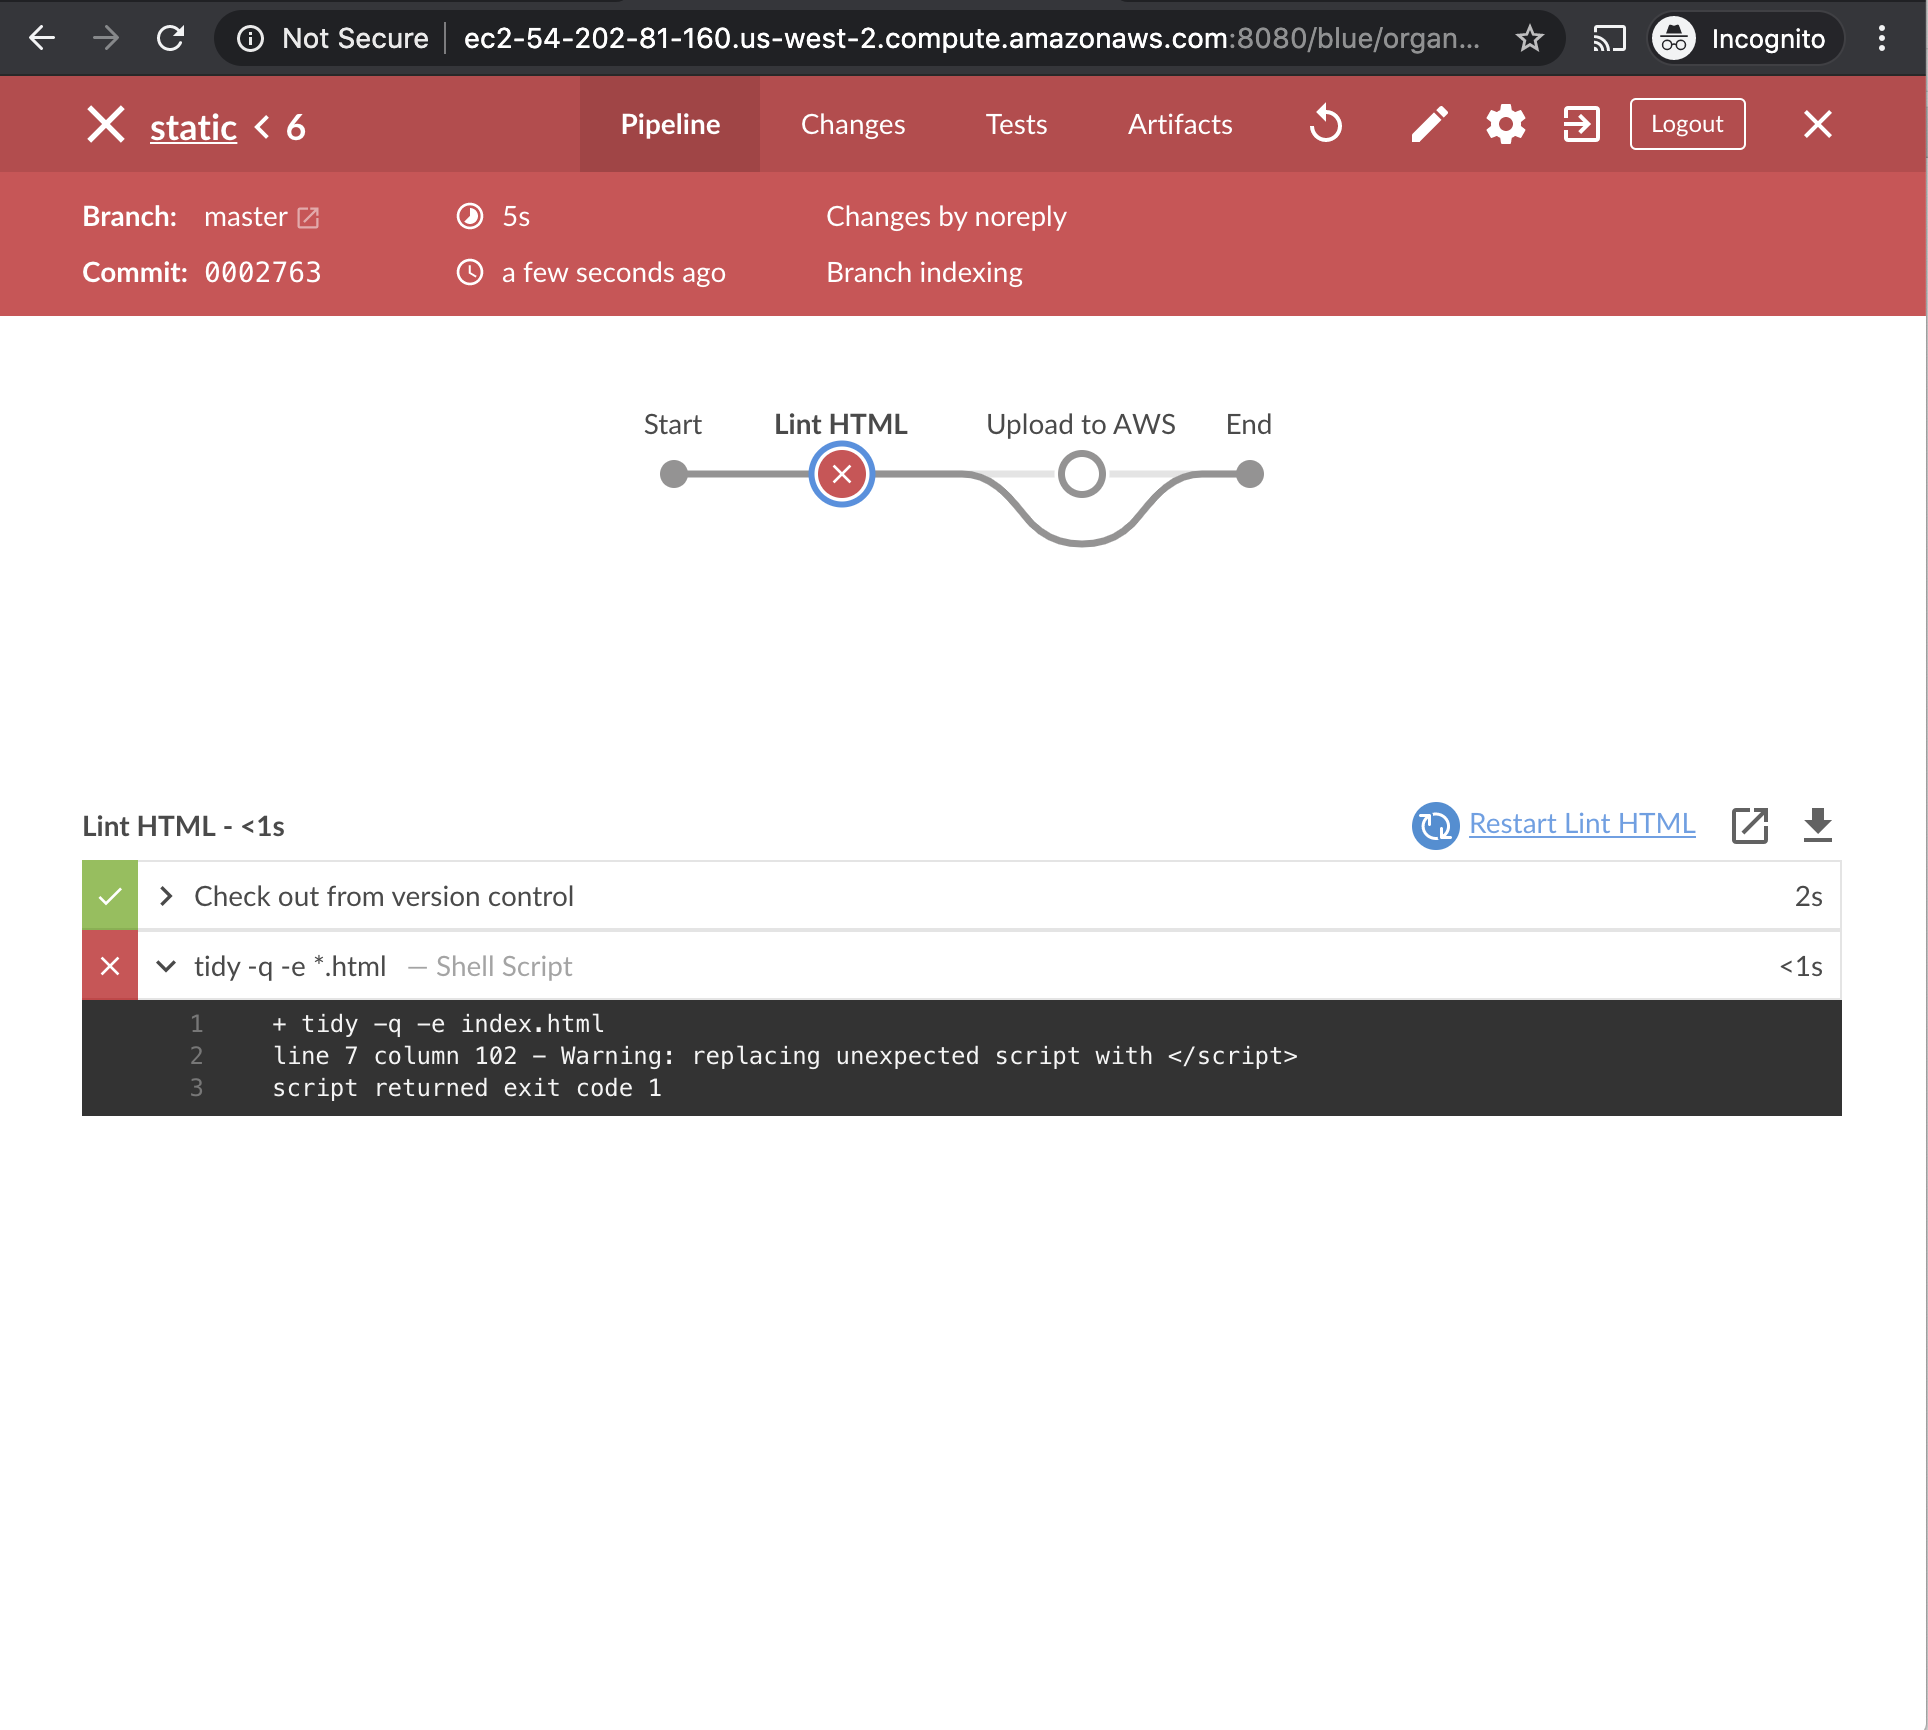 Not Secure ec2-54-202-81-160.us-west-2.compute.amazonaws.com:8080/blue/organ... Incognito
static < 6 Pipeline Changes Tests Artifacts Logout
Branch: master 5s Changes by noreply
Commit: 0002763 a few seconds ago Branch indexing
Start Lint HTML Upload to AWS End
Lint HTML - <1s Restart Lint HTML
Check out from version control 2s
tidy -q -e *.html — Shell Script <1s
1 + tidy -q -e index.html
2 line 7 column 102 - Warning: replacing unexpected script with </script>
3 script returned exit code 1